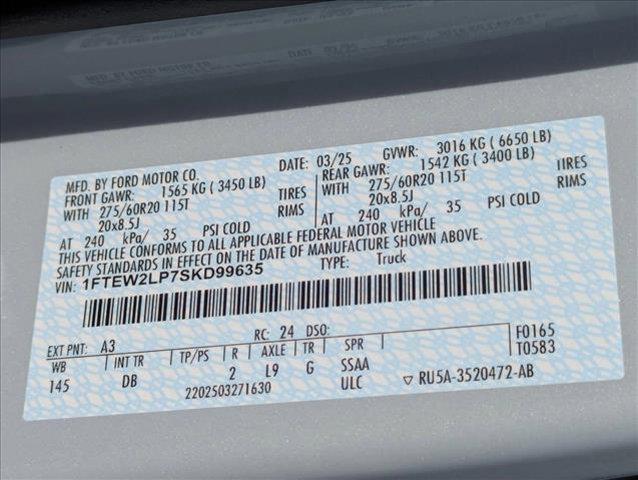 MFD. BY FORD MOTOR CO.
DATE: 03/25 GVWR: 3016 KG ( 6650 LB)
FRONT GAWR: 1565 KG ( 3450 LB)
REAR GAWR: 1542 KG ( 3400 LB)
WITH 275/60R20 115T TIRES
WITH 275/60R20 115T TIRES
20x8.5J RIMS
20x8.5J RIMS
AT 240 kPa/ 35 PSI COLD
AT 240 kPa/ 35 PSI COLD
THIS VEHICLE CONFORMS TO ALL APPLICABLE FEDERAL MOTOR VEHICLE
SAFETY STANDARDS IN EFFECT ON THE DATE OF MANUFACTURE SHOWN ABOVE.
VIN: 1FTEW2LP7SKD99635 TYPE: Truck
EXT PNT: A3 RC: 24 DSO: F0165
WB INT TR TP/PS R AXLE TR SPR T0583
145 DB 2 L9 G SSAA
2202503271630 ULC ▽ RU5A-3520472-AB